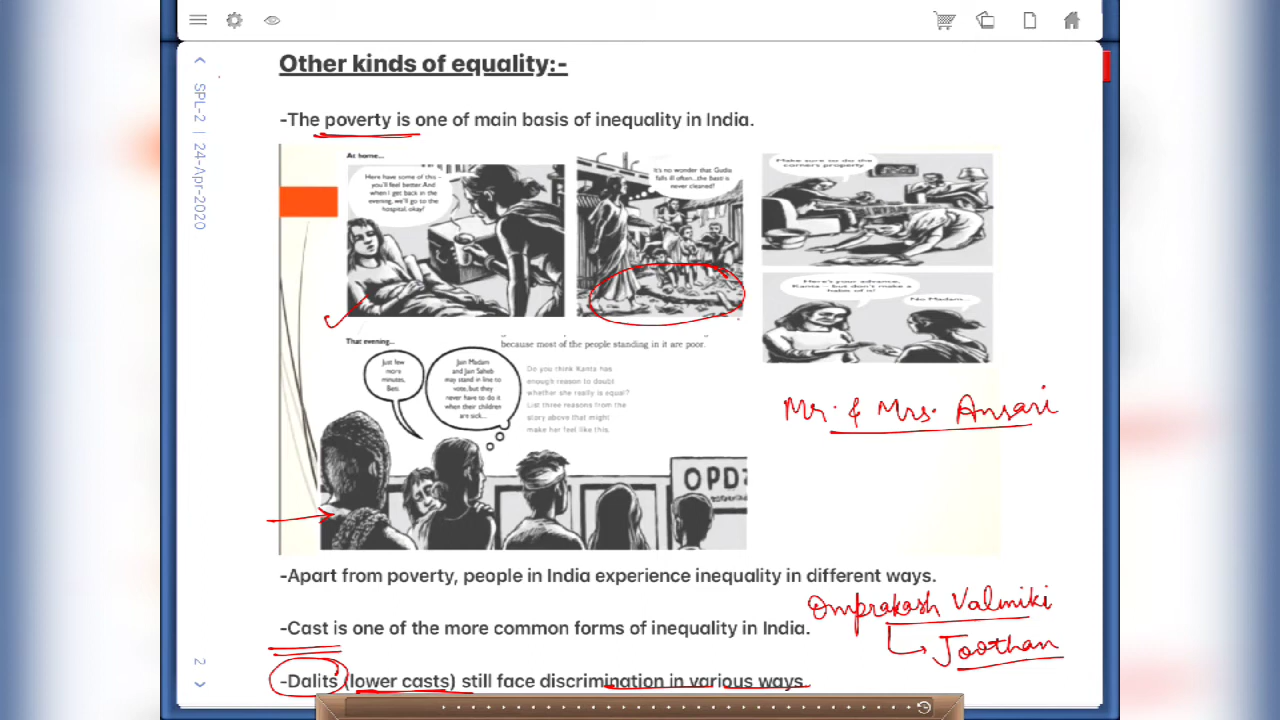 SPL-2 | 24-Apr-2020
2
Other kinds of equality:-
-The poverty is one of main basis of inequality in India.
At home...
Here have some of this -
you'll feel better. And
when I get back in the
evening, we'll go to the
hospital, okay?
It's no wonder that Gudia
falls ill often...the basti is
never cleaned!
Make sure to do the
corners properly
Here's your advance,
Kanta - but don't make a
habit of it!
No Madam...
That evening...
because most of the people standing in it are poor.
Just few
more
minutes,
Beti.
Jain Madam
and Jain Saheb
may stand in line to
vote, but they
never have to do it
when their children
are sick...
Do you think Kanta has
enough reason to doubt
whether she really is equal?
List three reasons from the
story above that might
make her feel like this.
OPD
Mr. & Mrs. Ansari
-Apart from poverty, people in India experience inequality in different ways.
Omprakash Valmiki
-Cast is one of the more common forms of inequality in India.
Joothan
-Dalits (lower casts) still face discrimination in various ways.